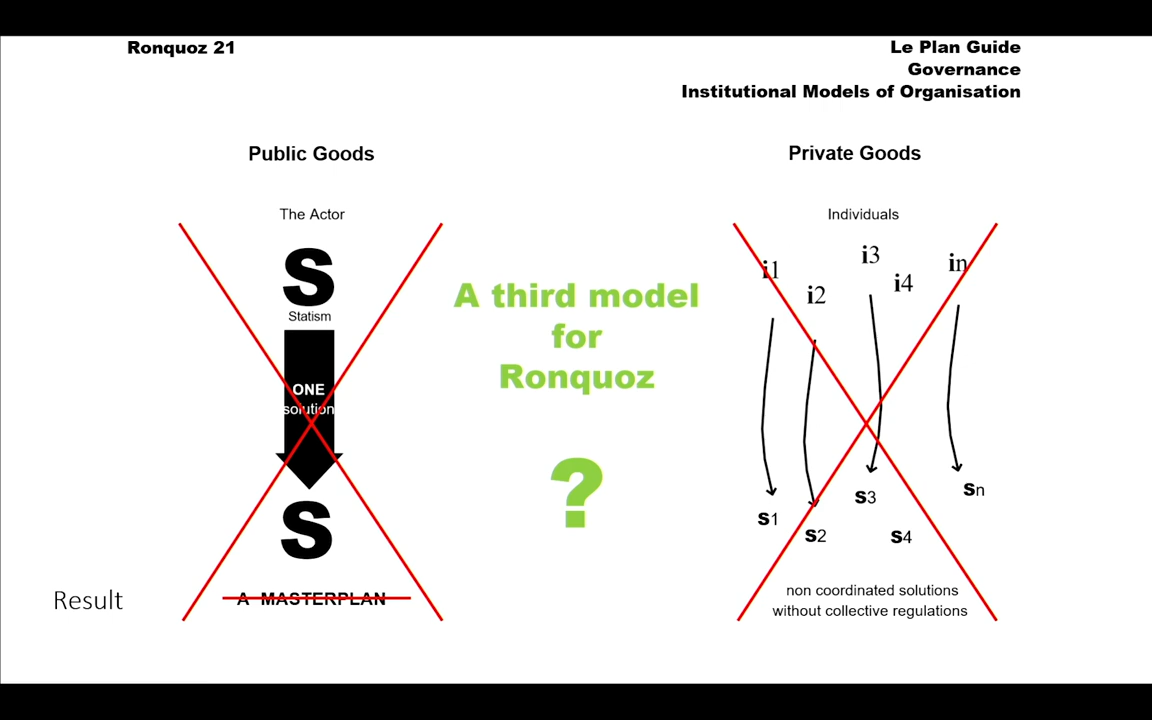 Ronquoz 21
Le Plan Guide
Governance
Institutional Models of Organisation
Public Goods
The Actor
S
Statism
ONE
solution
S
Result
A MASTERPLAN
A third model
for
Ronquoz
?
Private Goods
Individuals
i1
i2
i3
i4
in
s1
s2
s3
s4
sn
non coordinated solutions
without collective regulations